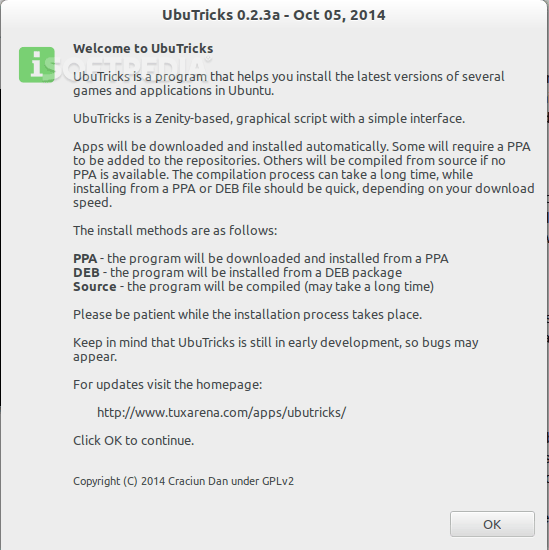 UbuTricks 0.2.3a - Oct 05, 2014
Welcome to UbuTricks
SOFTPEDIA
UbuTricks is a program that helps you install the latest versions of several
games and applications in Ubuntu.
UbuTricks is a Zenity-based, graphical script with a simple interface.
Apps will be downloaded and installed automatically. Some will require a PPA
to be added to the repositories. Others will be compiled from source if no
PPA is available. The compilation process can take a long time, while
installing from a PPA or DEB file should be quick, depending on your download
speed.
The install methods are as follows:
PPA - the program will be downloaded and installed from a PPA
DEB - the program will be installed from a DEB package
Source - the program will be compiled (may take a long time)
Please be patient while the installation process takes place.
Keep in mind that UbuTricks is still in early development, so bugs may
appear.
For updates visit the homepage:
http://www.tuxarena.com/apps/ubutricks/
Click OK to continue.
Copyright (C) 2014 Craciun Dan under GPLv2
OK